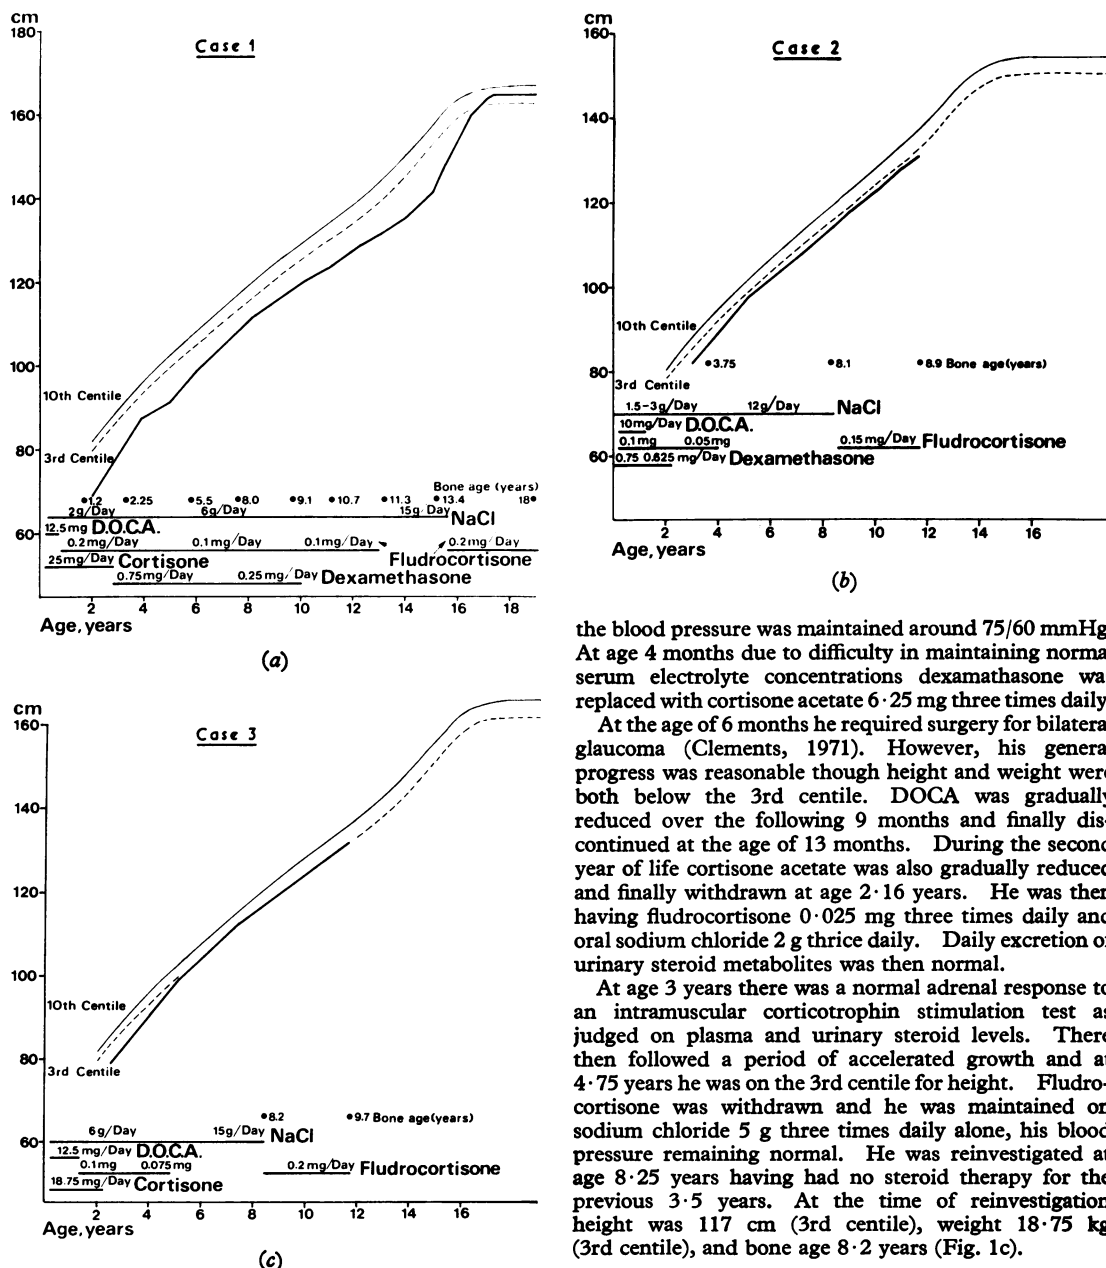 cm
180
Case 1
160
140
120
100
10th Centile
80
3rd Centile
Bone age (years)
1.2 2.25 5.5 8.0 9.1 10.7 11.3 13.4 18
2g/Day 6g/Day 15g/Day NaCl
60
12.5mg D.O.C.A.
0.2mg/Day 0.1mg/Day 0.1mg/Day Fludrocortisone 0.2mg/Day
25mg/Day Cortisone
0.75mg/Day 0.25mg/Day Dexamethasone
2 4 6 8 10 12 14 16 18
Age, years
(a)
cm
160
Case 2
140
120
100
10th Centile
3.75 8.1 8.9 Bone age (years)
80
3rd Centile
1.5-3g/Day 12g/Day NaCl
10mg/Day D.O.C.A.
0.1mg 0.05mg 0.15mg/Day Fludrocortisone
60
0.75 0.625 mg/Day Dexamethasone
2 4 6 8 10 12 14 16
Age, years
(b)
cm
160
Case 3
140
120
100
10th Centile
80
3rd Centile
8.2 9.7 Bone age (years)
6g/Day 15g/Day NaCl
60
12.5mg/Day D.O.C.A.
0.1mg 0.075mg 0.2mg/Day Fludrocortisone
18.75mg/Day Cortisone
2 4 6 8 10 12 14 16
Age, years
(c)
the blood pressure was maintained around 75/60 mmHg
At age 4 months due to difficulty in maintaining norma
serum electrolyte concentrations dexamathasone wa
replaced with cortisone acetate 6·25 mg three times daily
At the age of 6 months he required surgery for bilatera
glaucoma (Clements, 1971). However, his genera
progress was reasonable though height and weight were
both below the 3rd centile. DOCA was gradually
reduced over the following 9 months and finally dis-
continued at the age of 13 months. During the second
year of life cortisone acetate was also gradually reduced
and finally withdrawn at age 2·16 years. He was then
having fludrocortisone 0·025 mg three times daily and
oral sodium chloride 2 g thrice daily. Daily excretion of
urinary steroid metabolites was then normal.
At age 3 years there was a normal adrenal response to
an intramuscular corticotrophin stimulation test as
judged on plasma and urinary steroid levels. There
then followed a period of accelerated growth and at
4·75 years he was on the 3rd centile for height. Fludro-
cortisone was withdrawn and he was maintained on
sodium chloride 5 g three times daily alone, his blood
pressure remaining normal. He was reinvestigated at
age 8·25 years having had no steroid therapy for the
previous 3·5 years. At the time of reinvestigation
height was 117 cm (3rd centile), weight 18·75 kg
(3rd centile), and bone age 8·2 years (Fig. 1c).